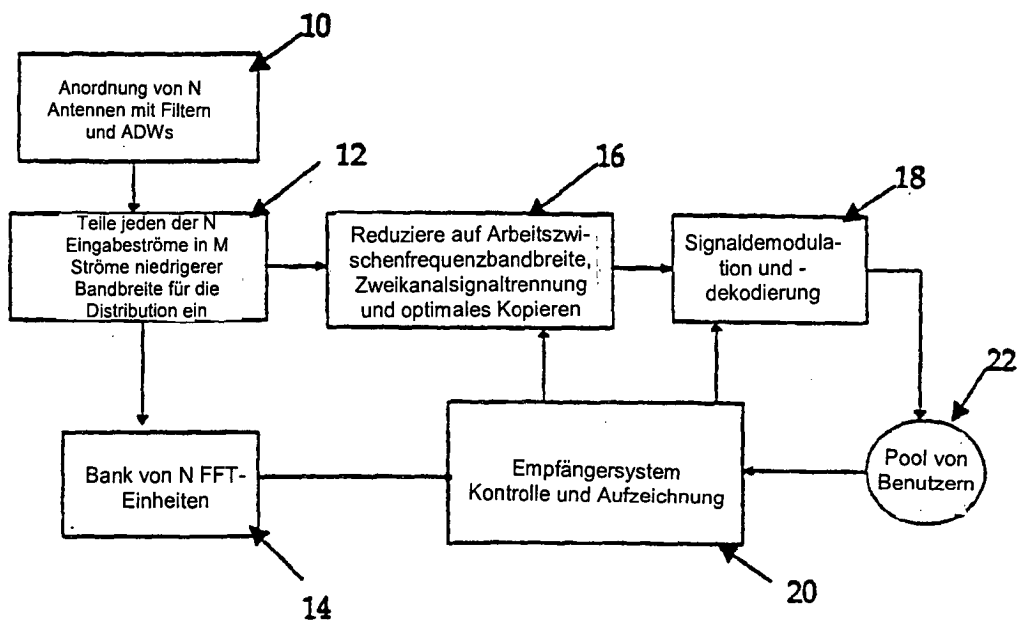 10
Anordnung von N
Antennen mit Filtern
und ADWs
12
Teile jeden der N
Eingabeströme in M
Ströme niedrigerer
Bandbreite für die
Distribution ein
16
Reduziere auf Arbeitszwi-
schenfrequenzbandbreite,
Zweikanalsignaltrennung
und optimales Kopieren
18
Signaldemodula-
tion und -
dekodierung
22
Pool von
Benutzern
Bank von N FFT-
Einheiten
14
Empfängersystem
Kontrolle und Aufzeichnung
20